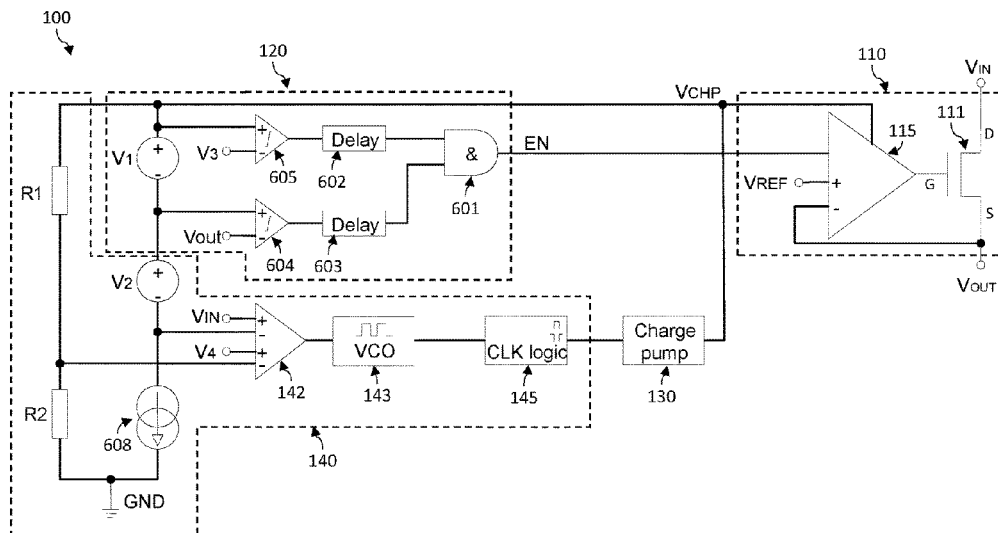 100
120
110
VIN
VCHP
111
V1
V3
Delay
605
602
&
601
EN
115
D
VREF
G
S
R1
Vout
Delay
604
603
VOUT
V2
VIN
V4
VCO
CLK logic
Charge
pump
142
143
145
130
R2
608
140
GND
+
-
+
-
+
-
+
-
+
-
+
-
+
-